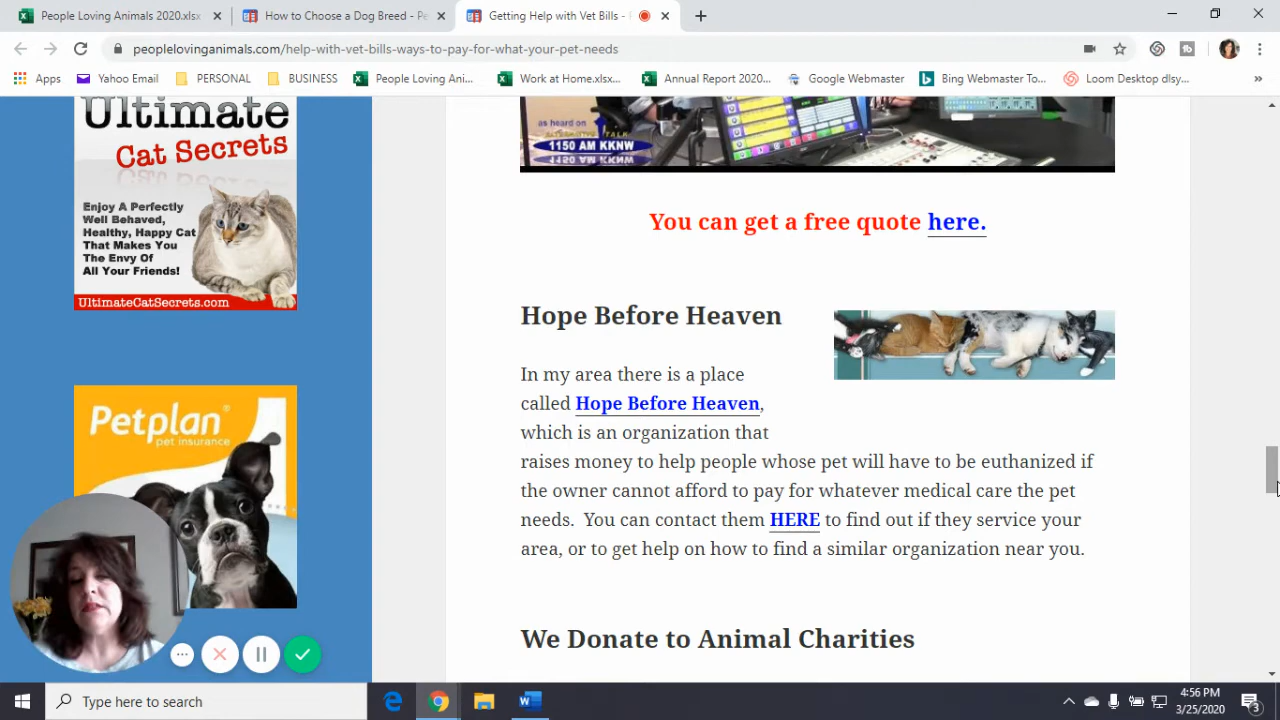 People Loving Animals 2020.xlsx
How to Choose a Dog Breed - P
Getting Help with Vet Bills -
peoplelovinganimals.com/help-with-vet-bills-ways-to-pay-for-what-your-pet-needs
Apps
Yahoo Email
PERSONAL
BUSINESS
People Loving Ani...
Work at Home.xlsx...
Annual Report 2020...
Google Webmaster
Bing Webmaster To...
Loom Desktop dlsy...
»
Ultimate
Cat Secrets
Enjoy A Perfectly
Well Behaved,
Healthy, Happy Cat
That Makes You
The Envy Of
All Your Friends!
UltimateCatSecrets.com
Petplan®
pet insurance
as heard on
ALTERNATIVE TALK
1150 AM KKNW
You can get a free quote here.
Hope Before Heaven
In my area there is a place
called Hope Before Heaven,
which is an organization that
raises money to help people whose pet will have to be euthanized if
the owner cannot afford to pay for whatever medical care the pet
needs.  You can contact them HERE to find out if they service your
area, or to get help on how to find a similar organization near you.
We Donate to Animal Charities
Type here to search
4:56 PM
3/25/2020
3